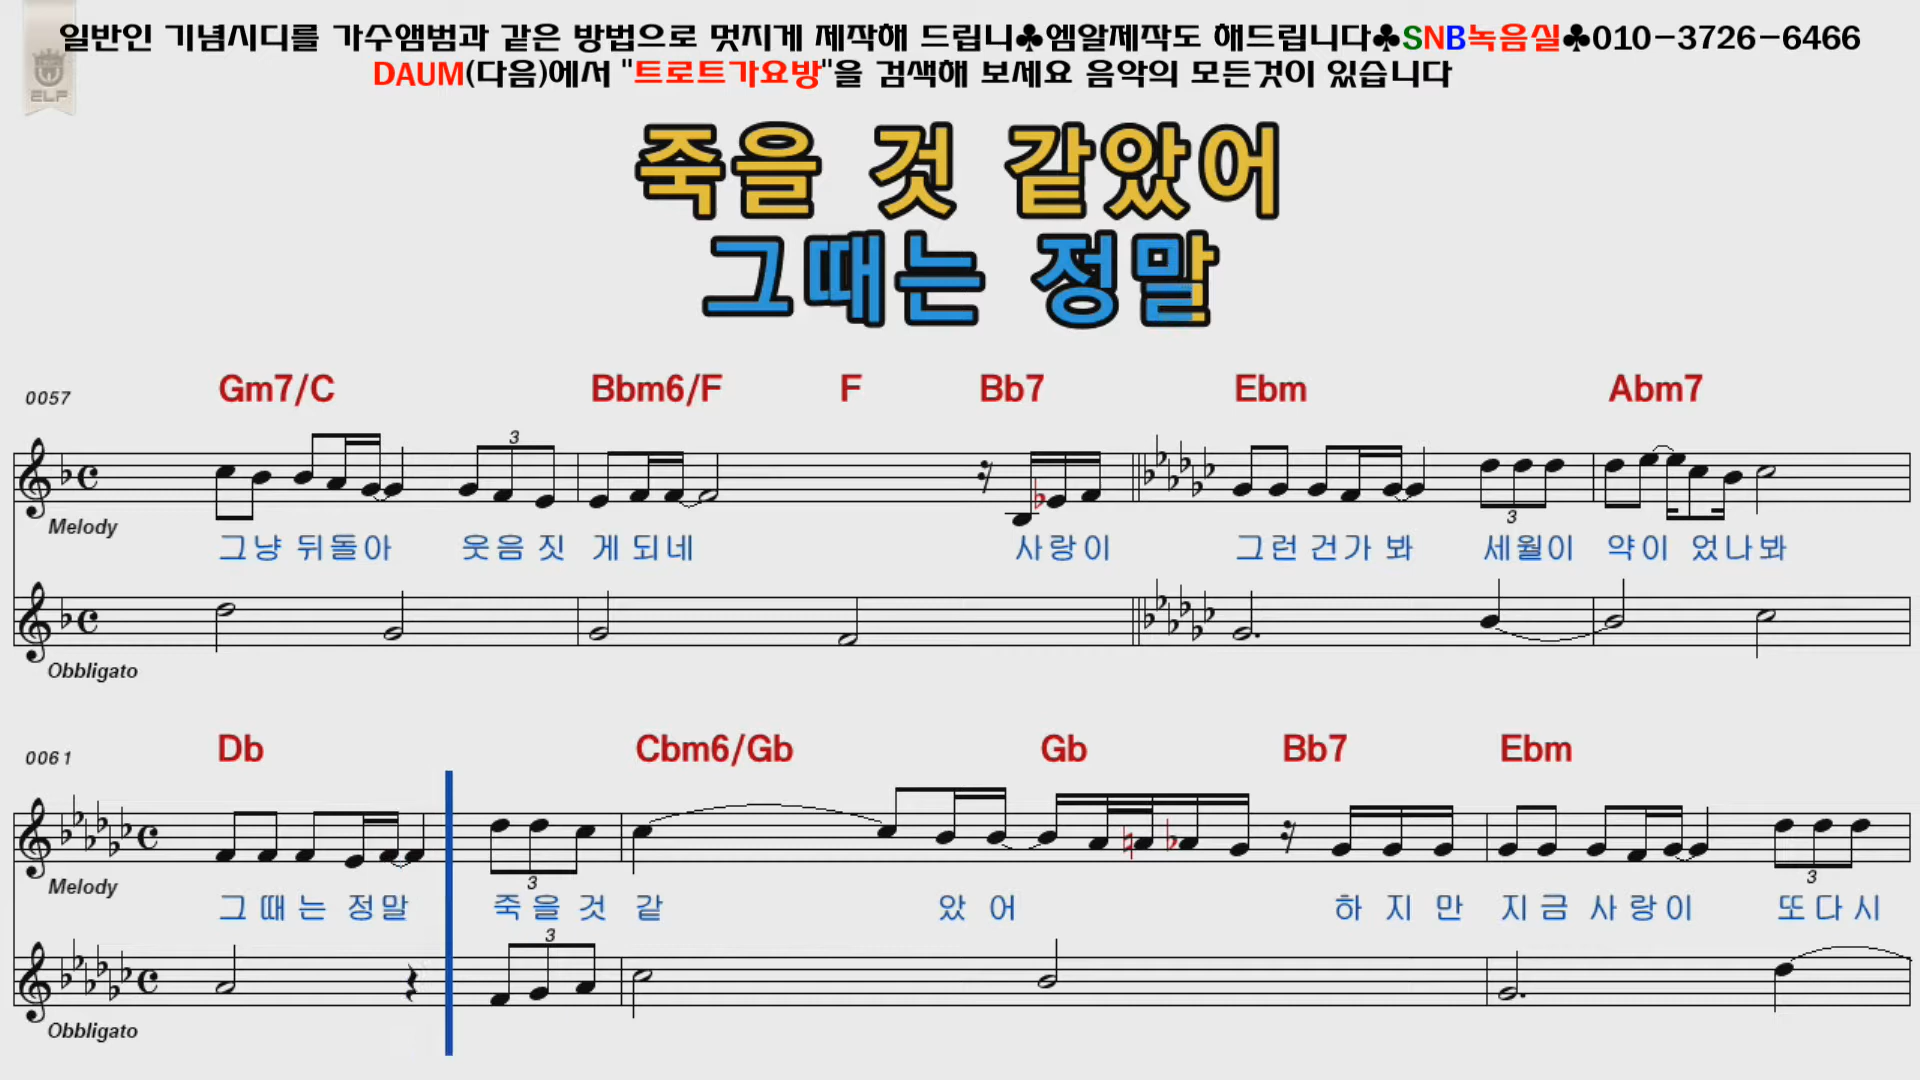 일반인 기념시디를 가수앨범과 같은 방법으로 멋지게 제작해 드립니♣엠알제작도 해드립니다♣SNB녹음실♣010-3726-6466
DAUM(다음)에서 "트로트가요방"을 검색해 보세요 음악의 모든것이 있습니다
ELF
죽을 것 같았어
그때는 정말
0057 Gm7/C Bbm6/F F Bb7 Ebm Abm7
3 3
Melody
그냥 뒤돌아 웃음 짓 게 되 네 사랑이 그런 건가 봐 세월이 약이 었나봐
Obbligato
0061 Db Cbm6/Gb Gb Bb7 Ebm
3 3
Melody
그 때 는 정말 죽 을 것 같 았 어 하 지 만 지금 사 랑 이 또 다 시
3
Obbligato